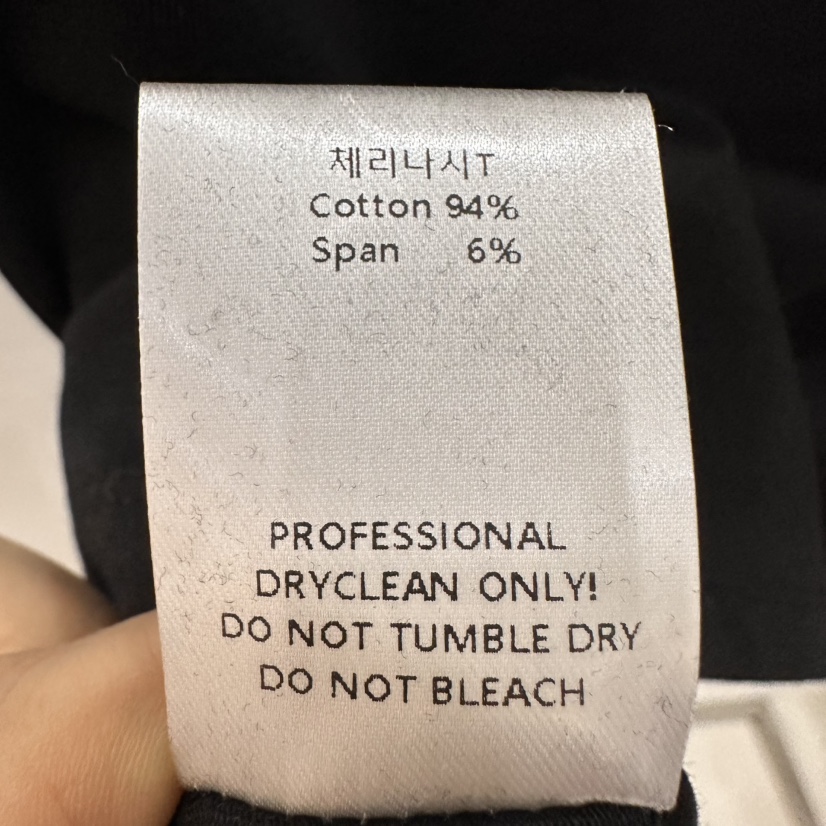 체리나시T
Cotton 94%
Span 6%
PROFESSIONAL
DRYCLEAN ONLY!
DO NOT TUMBLE DRY
DO NOT BLEACH